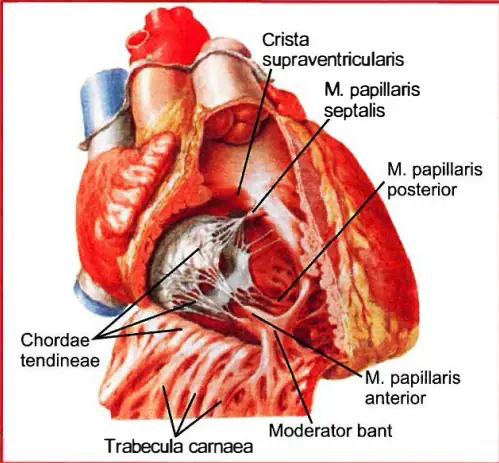 Crista
supraventricularis
M. papillaris
septalis
M. papillaris
posterior
Chordae
tendineae
M. papillaris
anterior
Moderator bant
Trabecula carnaea